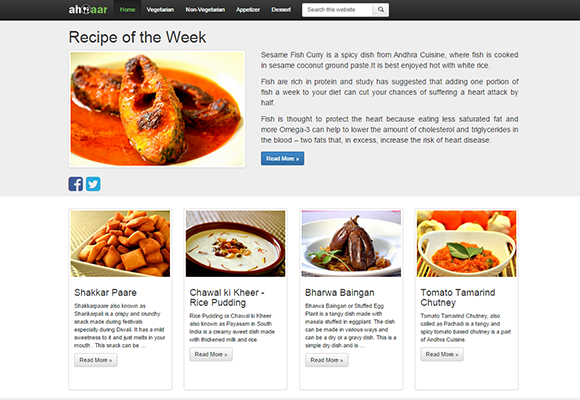 ahaar
Home Vegetarian Non-Vegetarian Appetizer Dessert Search this website
Recipe of the Week
Sesame Fish Curry is a spicy dish from Andhra Cuisine, where fish is cooked
in sesame coconut ground paste.It is best enjoyed hot with white rice.
Fish are rich in protein and study has suggested that adding one portion of
fish a week to your diet can cut your chances of suffering a heart attack by
half.
Fish is thought to protect the heart because eating less saturated fat and
more Omega-3 can help to lower the amount of cholesterol and triglycerides in
the blood – two fats that, in excess, increase the risk of heart disease.
Read More »
Shakkar Paare
Shakkarpaare also known as
Shankarpali is a crispy and crunchy
snack made during festivals
especially during Diwali. It has a mild
sweetness to it and just melts in your
mouth . This snack can be ...
Read More »
Chawal ki Kheer -
Rice Pudding
Rice Pudding or Chawal ki Kheer
also known as Payasam in South
India is a creamy sweet dish made
with thickened milk and rice.
Read More »
Bharwa Baingan
Bharwa Baingan or Stuffed Egg
Plant is a tangy dish made with
masala stuffed in eggplant. The dish
can be made in various ways and
can be a dry or a gravy dish. This is a
simple dry dish and is ...
Read More »
Tomato Tamarind
Chutney
Tomato Tamarind Chutney, also
called as Pachadi is a tangy and
spicy tomato based chutney is a part
of Andhra Cuisine.
Read More »